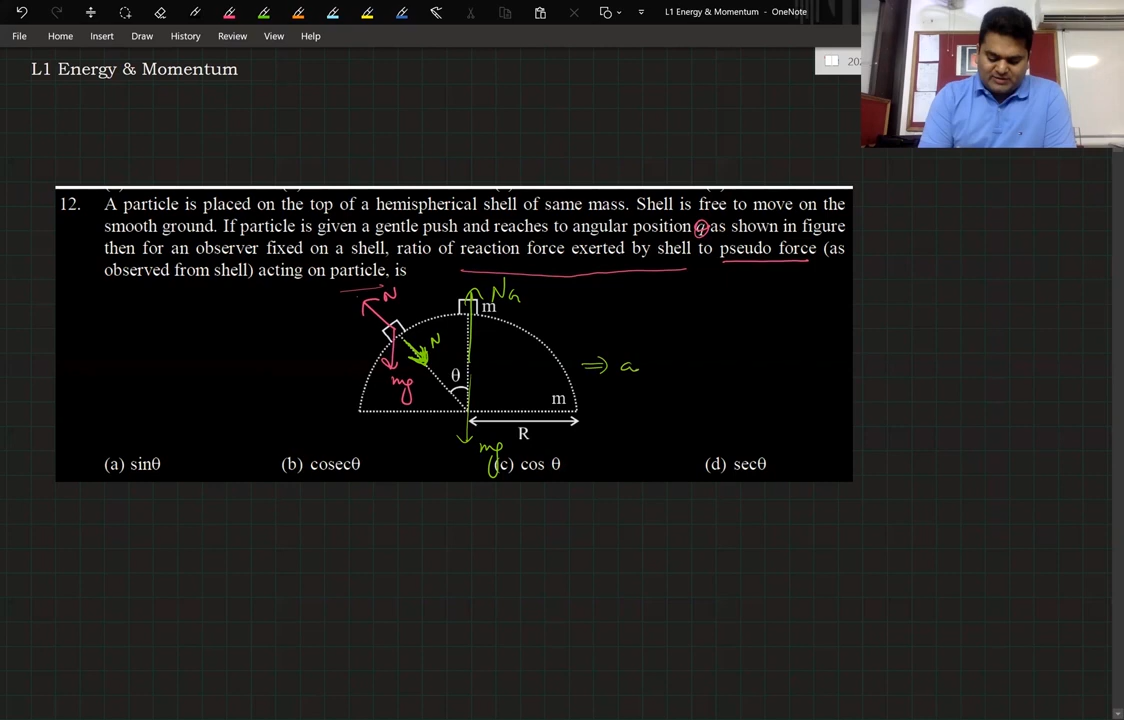 L1 Energy & Momentum - OneNote
File Home Insert Draw History Review View Help
L1 Energy & Momentum
202
12. A particle is placed on the top of a hemispherical shell of same mass. Shell is free to move on the
smooth ground. If particle is given a gentle push and reaches to angular position q as shown in figure
then for an observer fixed on a shell, ratio of reaction force exerted by shell to pseudo force (as
observed from shell) acting on particle, is
N
NG
m
N
θ
⇒ a
mg
m
R
mg
(a) sinθ (b) cosecθ (c) cos θ (d) secθ